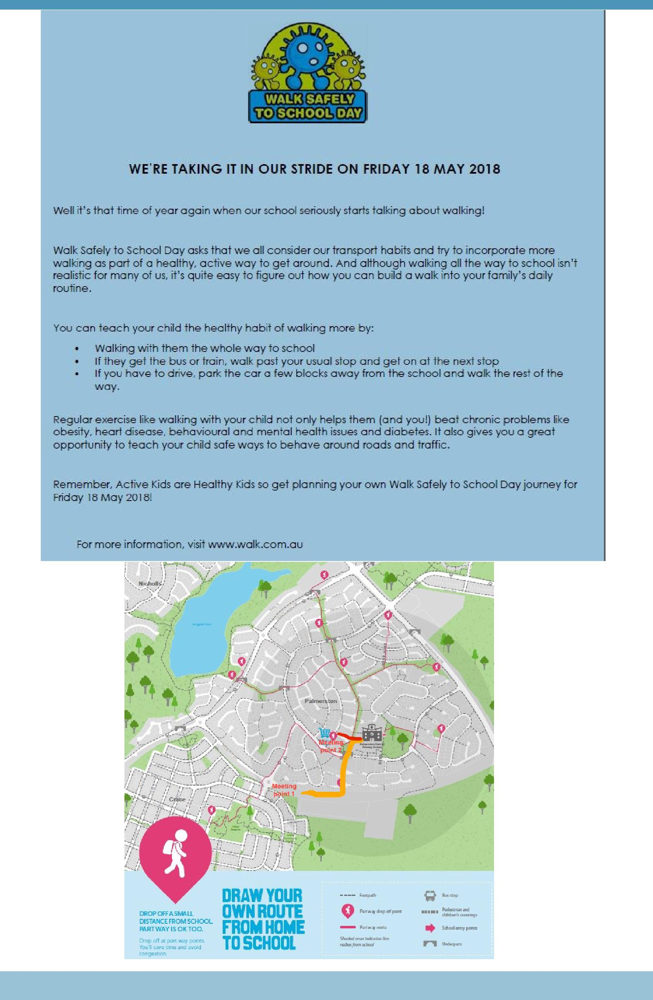 WALK SAFELY
TO SCHOOL DAY
WE'RE TAKING IT IN OUR STRIDE ON FRIDAY 18 MAY 2018
Well it's that time of year again when our school seriously starts talking about walking!
Walk Safely to School Day asks that we all consider our transport habits and try to incorporate more
walking as part of a healthy, active way to get around. And although walking all the way to school isn't
realistic for many of us, it's quite easy to figure out how you can build a walk into your family's daily
routine.
You can teach your child the healthy habit of walking more by:
• Walking with them the whole way to school
• If they get the bus or train, walk past your usual stop and get on at the next stop
• If you have to drive, park the car a few blocks away from the school and walk the rest of the
way.
Regular exercise like walking with your child not only helps them (and you!) beat chronic problems like
obesity, heart disease, behavioural and mental health issues and diabetes. It also gives you a great
opportunity to teach your child safe ways to behave around roads and traffic.
Remember, Active Kids are Healthy Kids so get planning your own Walk Safely to School Day journey for
Friday 18 May 2018!
For more information, visit www.walk.com.au
Nicholls
Palmerston
Meeting
point 2
Palmerston District
Primary School
Meeting
point 1
Crace
DROP OFF A SMALL
DISTANCE FROM SCHOOL.
PART WAY IS OK TOO.
Drop off at part way points.
You'll save time and avoid
congestion.
DRAW YOUR
OWN ROUTE
FROM HOME
TO SCHOOL
Footpath
Part way drop off point
Part way route
Shaded area indicates 1km
radius from school
Bus stop
Pedestrian and
children's crossings
School entry points
Underpass